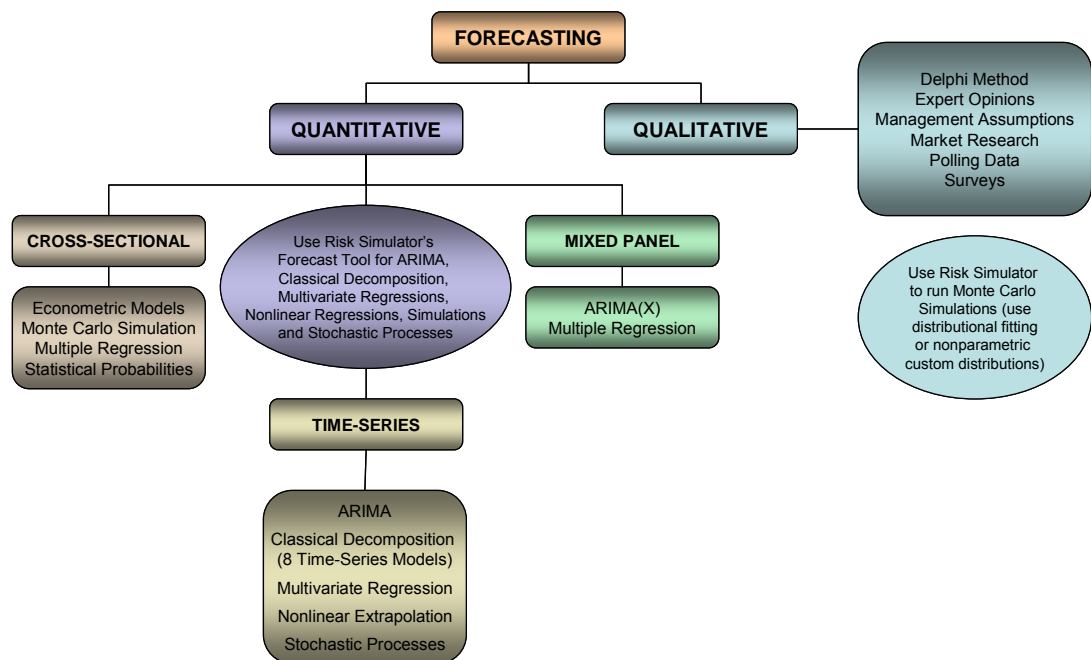 FORECASTING
QUANTITATIVE
QUALITATIVE
Delphi Method
Expert Opinions
Management Assumptions
Market Research
Polling Data
Surveys
CROSS-SECTIONAL
Econometric Models
Monte Carlo Simulation
Multiple Regression
Statistical Probabilities
Use Risk Simulator's
Forecast Tool for ARIMA,
Classical Decomposition,
Multivariate Regressions,
Nonlinear Regressions, Simulations
and Stochastic Processes
MIXED PANEL
ARIMA(X)
Multiple Regression
Use Risk Simulator
to run Monte Carlo
Simulations (use
distributional fitting
or nonparametric
custom distributions)
TIME-SERIES
ARIMA
Classical Decomposition
(8 Time-Series Models)
Multivariate Regression
Nonlinear Extrapolation
Stochastic Processes